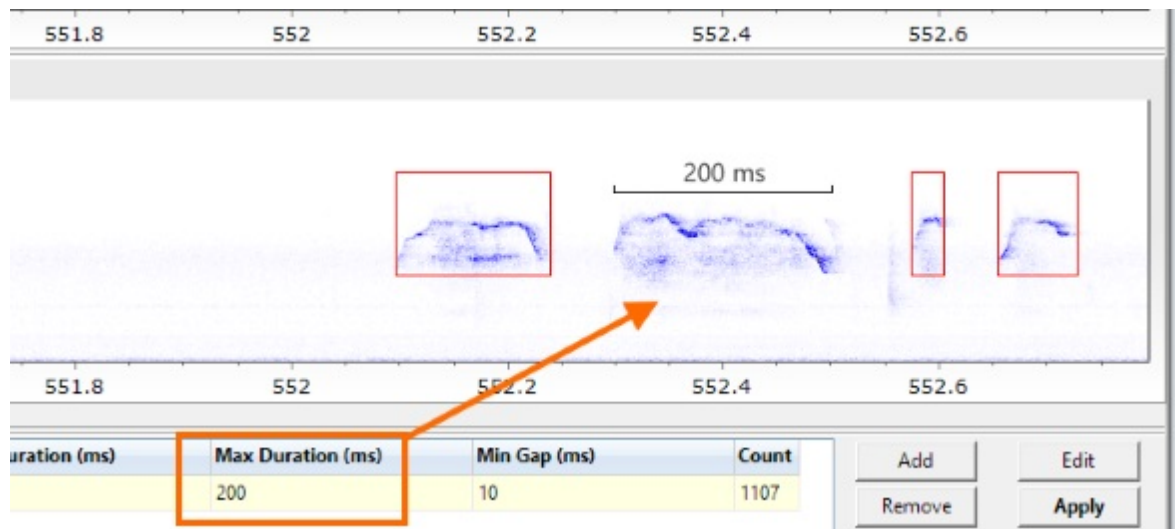 551.8 552 552.2 552.4 552.6
200 ms
551.8 552 552.2 552.4 552.6
uration (ms) Max Duration (ms) Min Gap (ms) Count Add Edit
200 10 1107 Remove Apply